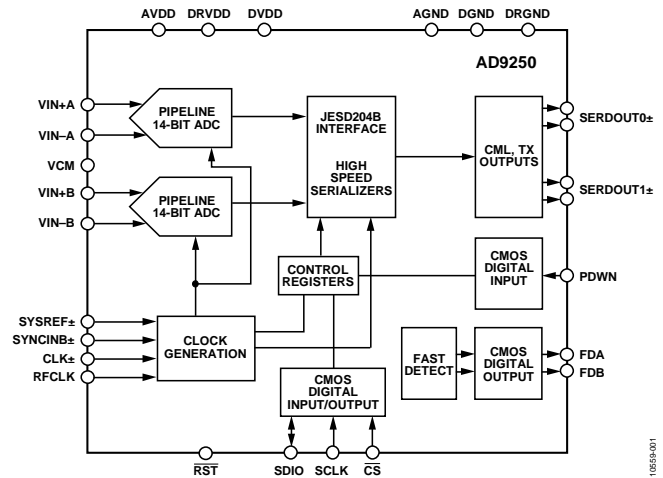 AVDD DRVDD DVDD AGND DGND DRGND
AD9250
VIN+A
VIN–A
VCM
VIN+B
VIN–B
PIPELINE
14-BIT ADC
PIPELINE
14-BIT ADC
JESD204B
INTERFACE
HIGH
SPEED
SERIALIZERS
CML, TX
OUTPUTS
SERDOUT0±
SERDOUT1±
CONTROL
REGISTERS
CMOS
DIGITAL
INPUT
PDWN
SYSREF±
SYNCINB±
CLK±
RFCLK
CLOCK
GENERATION
CMOS
DIGITAL
INPUT/OUTPUT
FAST
DETECT
CMOS
DIGITAL
OUTPUT
FDA
FDB
RST SDIO SCLK CS
10559-001